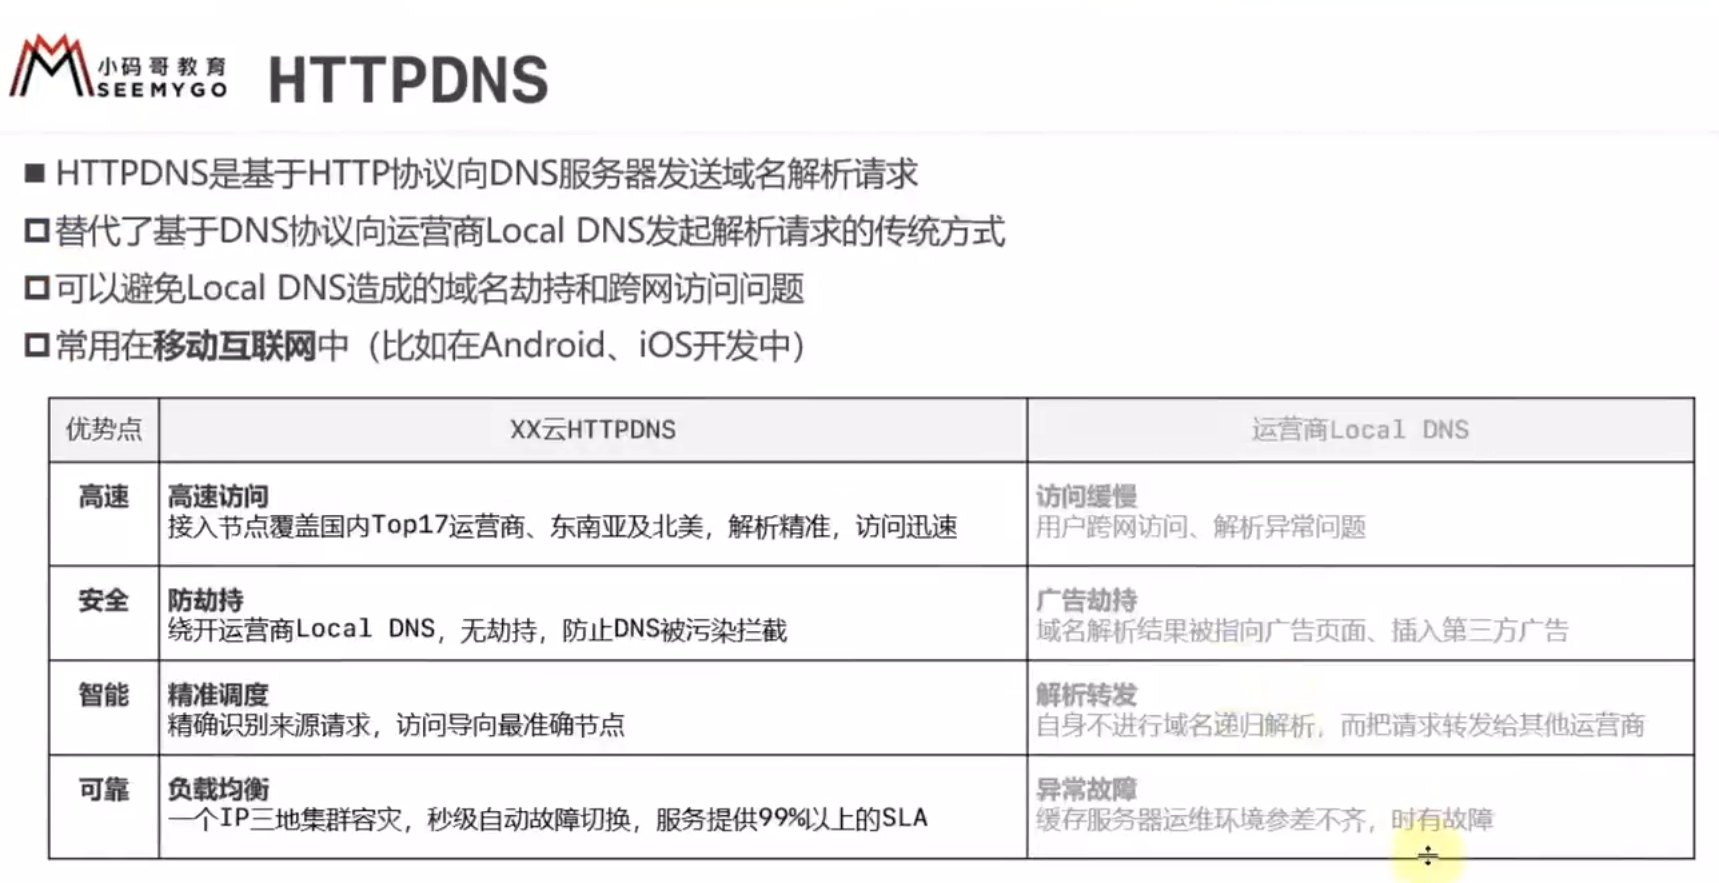 小码哥教育
SEEMYGO
HTTPDNS
HTTPDNS是基于HTTP协议向DNS服务器发送域名解析请求
替代了基于DNS协议向运营商Local DNS发起解析请求的传统方式
可以避免Local DNS造成的域名劫持和跨网访问问题
常用在移动互联网中（比如在Android、iOS开发中）
优势点 XX云HTTPDNS 运营商Local DNS
高速 高速访问 访问缓慢
接入节点覆盖国内Top17运营商、东南亚及北美，解析精准，访问迅速 用户跨网访问、解析异常问题
安全 防劫持 广告劫持
绕开运营商Local DNS，无劫持，防止DNS被污染拦截 域名解析结果被指向广告页面、插入第三方广告
智能 精准调度 解析转发
精确识别来源请求，访问导向最准确节点 自身不进行域名递归解析，而把请求转发给其他运营商
可靠 负载均衡 异常故障
一个IP三地集群容灾，秒级自动故障切换，服务提供99%以上的SLA 缓存服务器运维环境参差不齐，时有故障